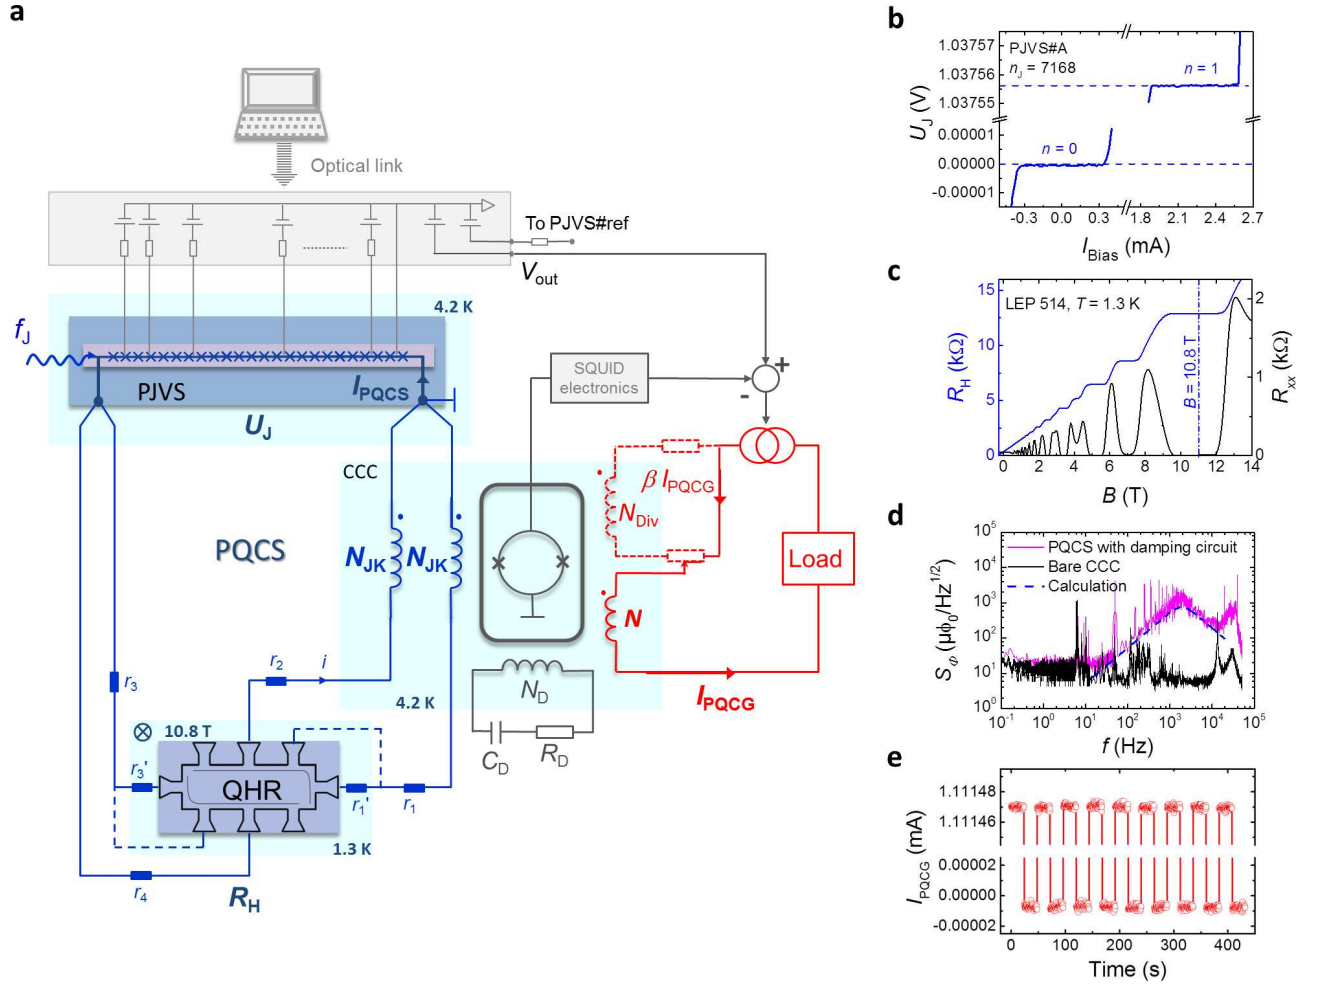 a
Optical link
To PJVS#ref
V_out
4.2 K
f_J
PJVS
I_PQCS
U_J
SQUID
electronics
+
-
CCC
β I_PQCG
N_Div
PQCS
N_JK
N_JK
Load
N
r_2
i
N_D
I_PQCG
r_3
4.2 K
C_D
R_D
10.8 T
r_3'
QHR
r_1'
r_1
1.3 K
r_4
R_H
b
PJVS#A
n_J = 7168
n = 1
n = 0
U_J (V)
1.03757
1.03756
1.03755
0.00001
0.00000
-0.00001
-0.3 0.0 0.3 1.8 2.1 2.4 2.7
I_Bias (mA)
c
LEP 514, T = 1.3 K
B = 10.8 T
R_H (kΩ)
15
10
5
0
R_xx (kΩ)
2
1
0
0 2 4 6 8 10 12 14
B (T)
d
PQCS with damping circuit
Bare CCC
Calculation
S_Φ (µϕ_0/Hz^1/2)
10^5
10^4
10^3
10^2
10^1
10^0
10^-1 10^0 10^1 10^2 10^3 10^4 10^5
f (Hz)
e
I_PQCG (mA)
1.11148
1.11146
0.00002
0.00000
-0.00002
0 100 200 300 400
Time (s)